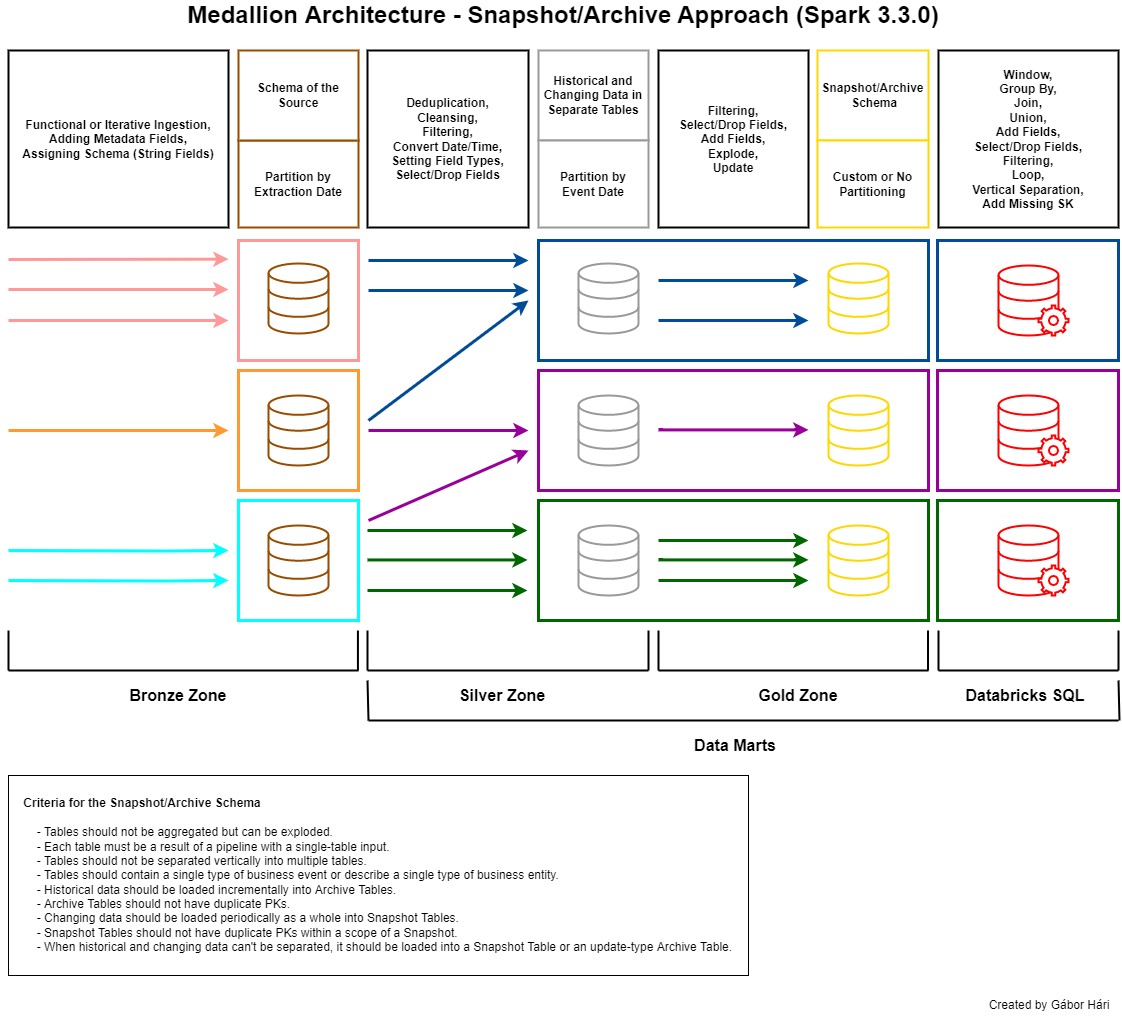 Medallion Architecture - Snapshot/Archive Approach (Spark 3.3.0)
Functional or Iterative Ingestion,
Adding Metadata Fields,
Assigning Schema (String Fields)
Schema of the
Source
Partition by
Extraction Date
Deduplication,
Cleansing,
Filtering,
Convert Date/Time,
Setting Field Types,
Select/Drop Fields
Historical and
Changing Data in
Separate Tables
Partition by
Event Date
Filtering,
Select/Drop Fields,
Add Fields,
Explode,
Update
Snapshot/Archive
Schema
Custom or No
Partitioning
Window,
Group By,
Join,
Union,
Add Fields,
Select/Drop Fields,
Filtering,
Loop,
Vertical Separation,
Add Missing SK
Bronze Zone
Silver Zone
Gold Zone
Databricks SQL
Data Marts
Criteria for the Snapshot/Archive Schema
- Tables should not be aggregated but can be exploded.
- Each table must be a result of a pipeline with a single-table input.
- Tables should not be separated vertically into multiple tables.
- Tables should contain a single type of business event or describe a single type of business entity.
- Historical data should be loaded incrementally into Archive Tables.
- Archive Tables should not have duplicate PKs.
- Changing data should be loaded periodically as a whole into Snapshot Tables.
- Snapshot Tables should not have duplicate PKs within a scope of a Snapshot.
- When historical and changing data can't be separated, it should be loaded into a Snapshot Table or an update-type Archive Table.
Created by Gábor Hári